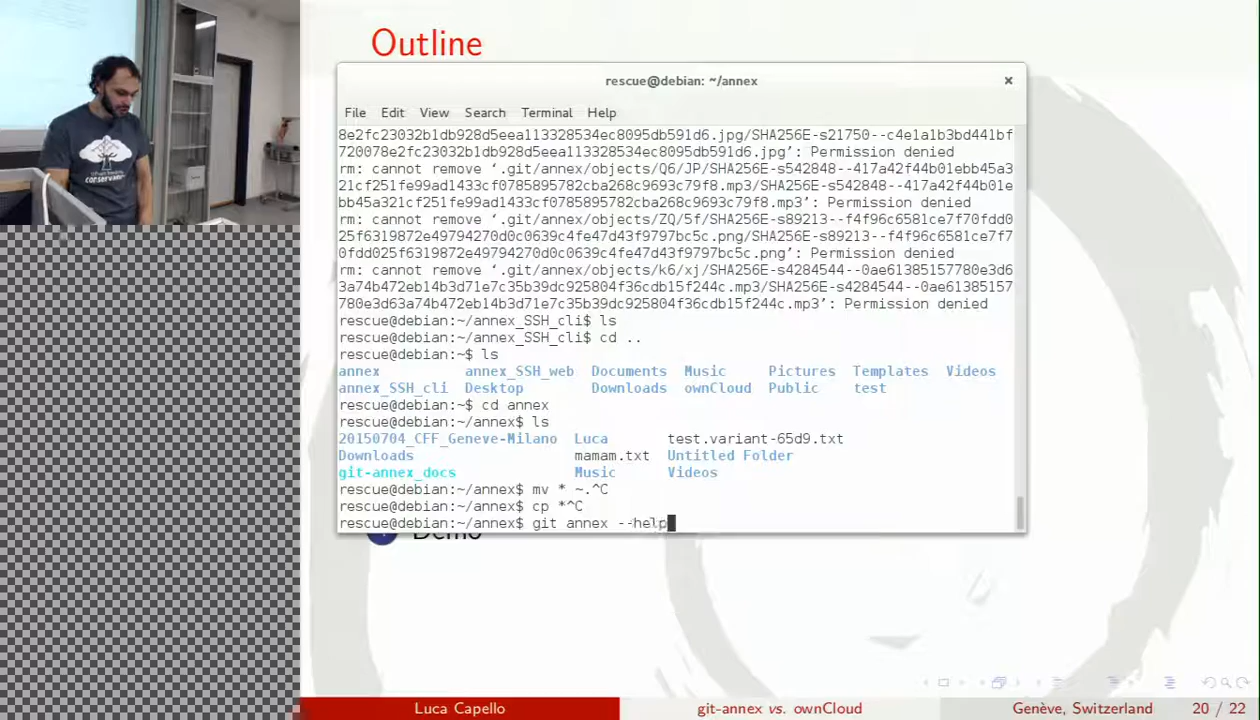 Outline
rescue@debian: ~/annex
File Edit View Search Terminal Help
8e2fc23032b1db928d5eea113328534ec8095db591d6.jpg/SHA256E-s21750--c4e1a1b3bd441bf
720078e2fc23032b1db928d5eea113328534ec8095db591d6.jpg’: Permission denied
rm: cannot remove ‘.git/annex/objects/Q6/JP/SHA256E-s542848--417a42f44b01ebb45a3
21cf251fe99ad1433cf0785895782cba268c9693c79f8.mp3/SHA256E-s542848--417a42f44b01e
bb45a321cf251fe99ad1433cf0785895782cba268c9693c79f8.mp3’: Permission denied
rm: cannot remove ‘.git/annex/objects/ZQ/5f/SHA256E-s89213--f4f96c6581ce7f70fdd0
25f6319872e49794270d0c0639c4fe47d43f9797bc5c.png/SHA256E-s89213--f4f96c6581ce7f7
0fdd025f6319872e49794270d0c0639c4fe47d43f9797bc5c.png’: Permission denied
rm: cannot remove ‘.git/annex/objects/k6/xj/SHA256E-s4284544--0ae61385157780e3d6
3a74b472eb14b3d71e7c35b39dc925804f36cdb15f244c.mp3/SHA256E-s4284544--0ae61385157
780e3d63a74b472eb14b3d71e7c35b39dc925804f36cdb15f244c.mp3’: Permission denied
rescue@debian:~/annex_SSH_cli$ ls
rescue@debian:~/annex_SSH_cli$ cd ..
rescue@debian:~$ ls
annex annex_SSH_web Documents Music Pictures Templates Videos
annex_SSH_cli Desktop Downloads ownCloud Public test
rescue@debian:~$ cd annex
rescue@debian:~/annex$ ls
20150704_CFF_Geneve-Milano Luca test.variant-65d9.txt
Downloads mamam.txt Untitled Folder
git-annex_docs Music Videos
rescue@debian:~/annex$ mv * ~.^C
rescue@debian:~/annex$ cp *^C
rescue@debian:~/annex$ git annex --help
Demo
Luca Capello git-annex vs. ownCloud Genève, Switzerland 20 / 22